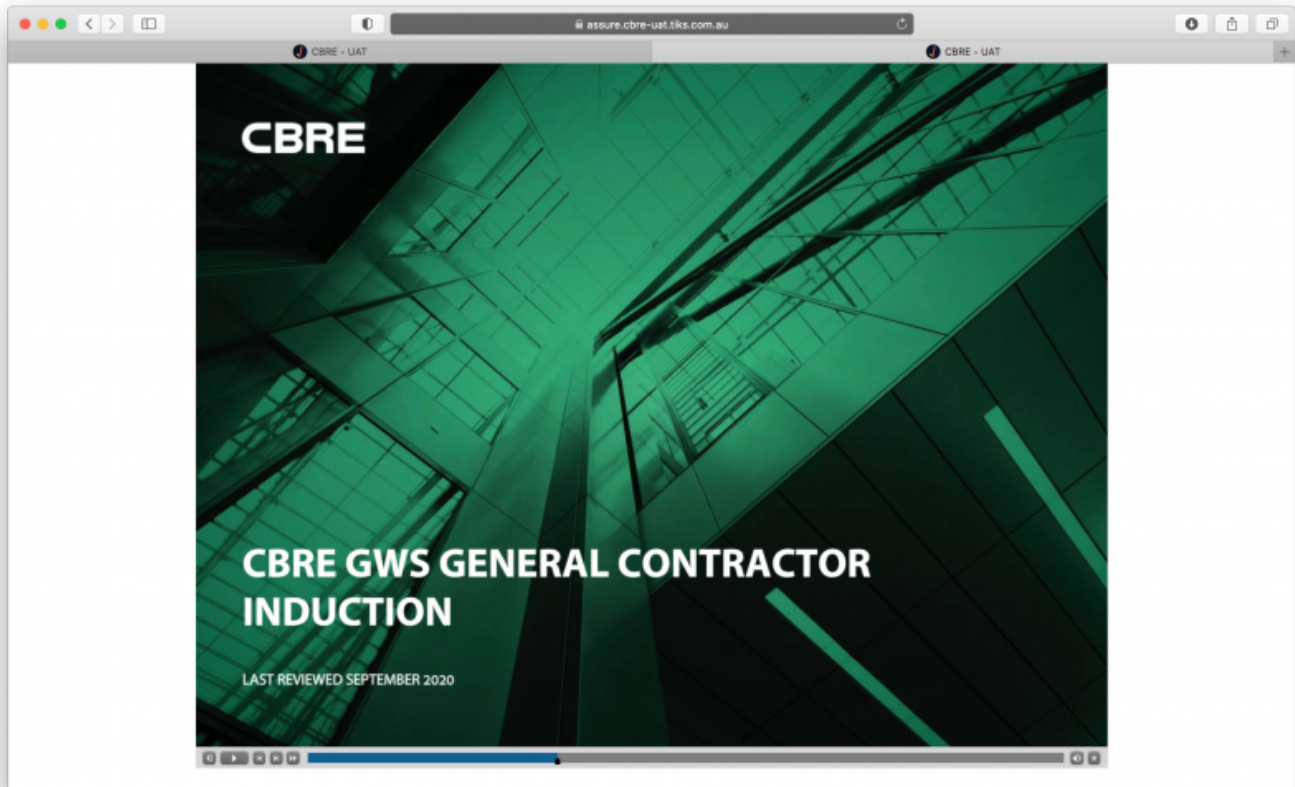 assure.cbre-uat.tiks.com.au
CBRE - UAT
CBRE - UAT
CBRE
CBRE GWS GENERAL CONTRACTOR
INDUCTION
LAST REVIEWED SEPTEMBER 2020